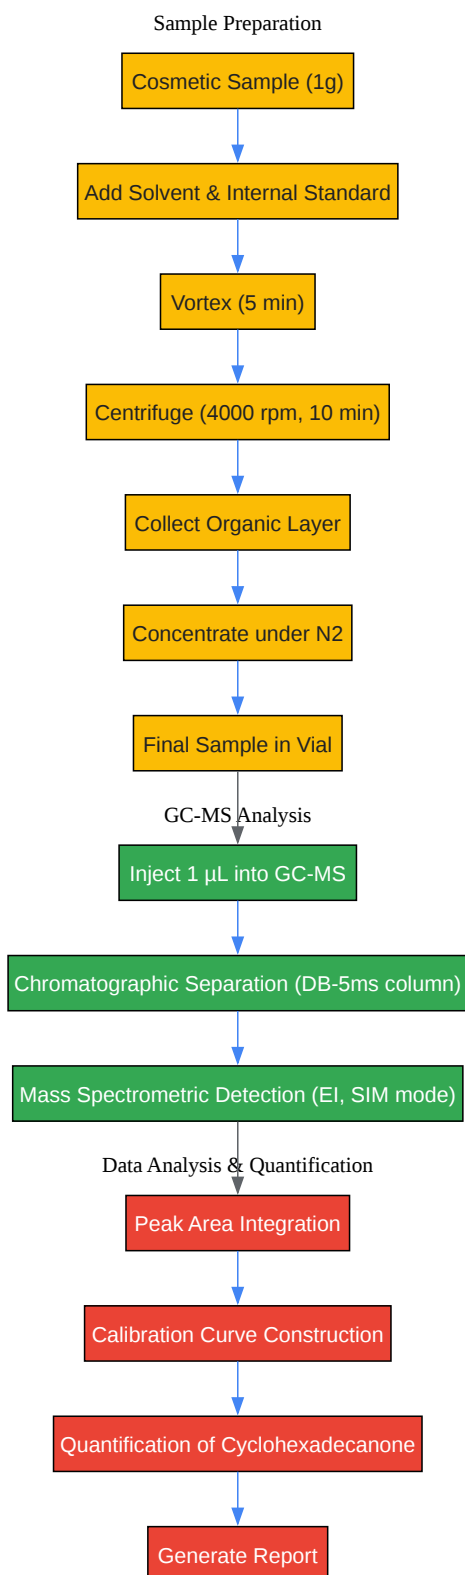 Sample Preparation
Cosmetic Sample (1g)
Add Solvent & Internal Standard
Vortex (5 min)
Centrifuge (4000 rpm, 10 min)
Collect Organic Layer
Concentrate under N2
Final Sample in Vial
GC-MS Analysis
Inject 1 µL into GC-MS
Chromatographic Separation (DB-5ms column)
Mass Spectrometric Detection (EI, SIM mode)
Data Analysis & Quantification
Peak Area Integration
Calibration Curve Construction
Quantification of Cyclohexadecanone
Generate Report